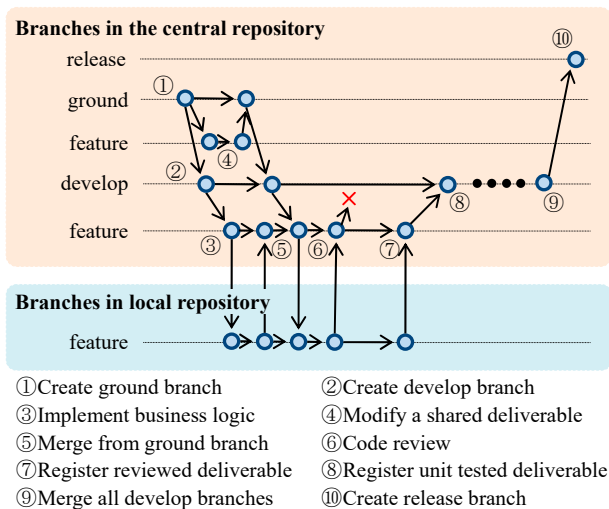 Branches in the central repository
release
⑩
①
ground
feature
④
②
develop
⑧
⑨
feature
③
⑤
⑥
⑦
Branches in local repository
feature
①Create ground branch
②Create develop branch
③Implement business logic
④Modify a shared deliverable
⑤Merge from ground branch
⑥Code review
⑦Register reviewed deliverable
⑧Register unit tested deliverable
⑨Merge all develop branches
⑩Create release branch